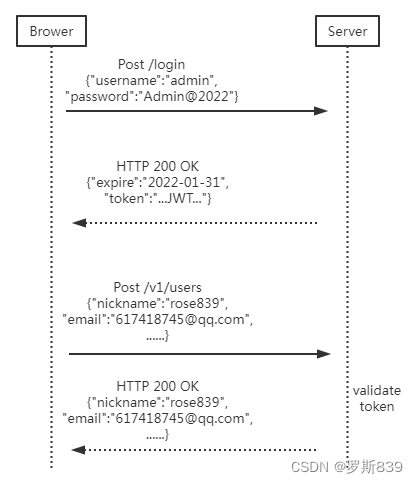 Brower
Server
Post /login
{"username":"admin",
"password":"Admin@2022"}
HTTP 200 OK
{"expire":"2022-01-31",
"token":"...JWT..."}
Post /v1/users
{"nickname":"rose839",
"email":"617418745@qq.com",
......}
HTTP 200 OK
{"nickname":"rose839",
"email":"617418745@qq.com",
......}
validate
token
CSDN @罗斯839